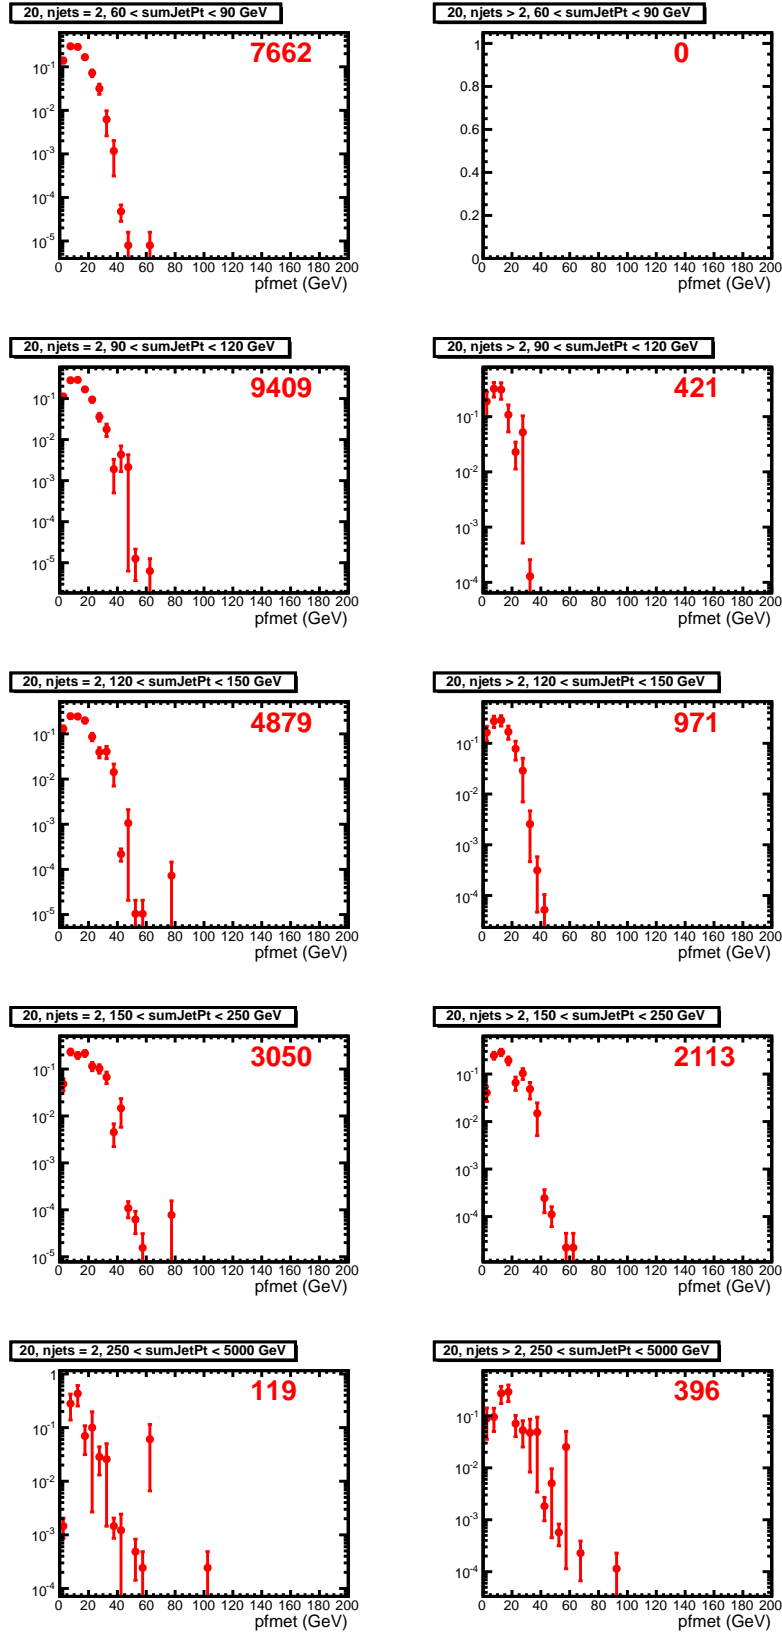 20, njets = 2, 60 < sumJetPt < 90 GeV
7662
10⁻¹
10⁻³
10⁻⁴
10⁻⁵
0 20 40 60 80 100 120 140 160 180 200
pfmet (GeV)
20, njets > 2, 60 < sumJetPt < 90 GeV
0
1
0.8
0.6
0.4
0.2
0
0 20 40 60 80 100 120 140 160 180 200
pfmet (GeV)
20, njets = 2, 90 < sumJetPt < 120 GeV
9409
10⁻¹
10⁻²
10⁻³
10⁻⁴
10⁻⁵
0 20 40 60 80 100 120 140 160 180 200
pfmet (GeV)
20, njets > 2, 90 < sumJetPt < 120 GeV
421
10⁻¹
10⁻²
10⁻³
10⁻⁴
0 20 40 60 80 100 120 140 160 180 200
pfmet (GeV)
20, njets = 2, 120 < sumJetPt < 150 GeV
4879
10⁻¹
10⁻²
10⁻³
10⁻⁴
10⁻⁵
0 20 40 60 80 100 120 140 160 180 200
pfmet (GeV)
20, njets > 2, 120 < sumJetPt < 150 GeV
971
10⁻¹
10⁻²
10⁻³
10⁻⁴
0 20 40 60 80 100 120 140 160 180 200
pfmet (GeV)
20, njets = 2, 150 < sumJetPt < 250 GeV
3050
10⁻¹
10⁻²
10⁻³
10⁻⁴
10⁻⁵
0 20 40 60 80 100 120 140 160 180 200
pfmet (GeV)
20, njets > 2, 150 < sumJetPt < 250 GeV
2113
10⁻¹
10⁻²
10⁻³
10⁻⁴
0 20 40 60 80 100 120 140 160 180 200
pfmet (GeV)
20, njets = 2, 250 < sumJetPt < 5000 GeV
119
1
10⁻¹
10⁻²
10⁻³
10⁻⁴
0 20 40 60 80 100 120 140 160 180 200
pfmet (GeV)
20, njets > 2, 250 < sumJetPt < 5000 GeV
396
10⁻¹
10⁻²
10⁻³
10⁻⁴
0 20 40 60 80 100 120 140 160 180 200
pfmet (GeV)